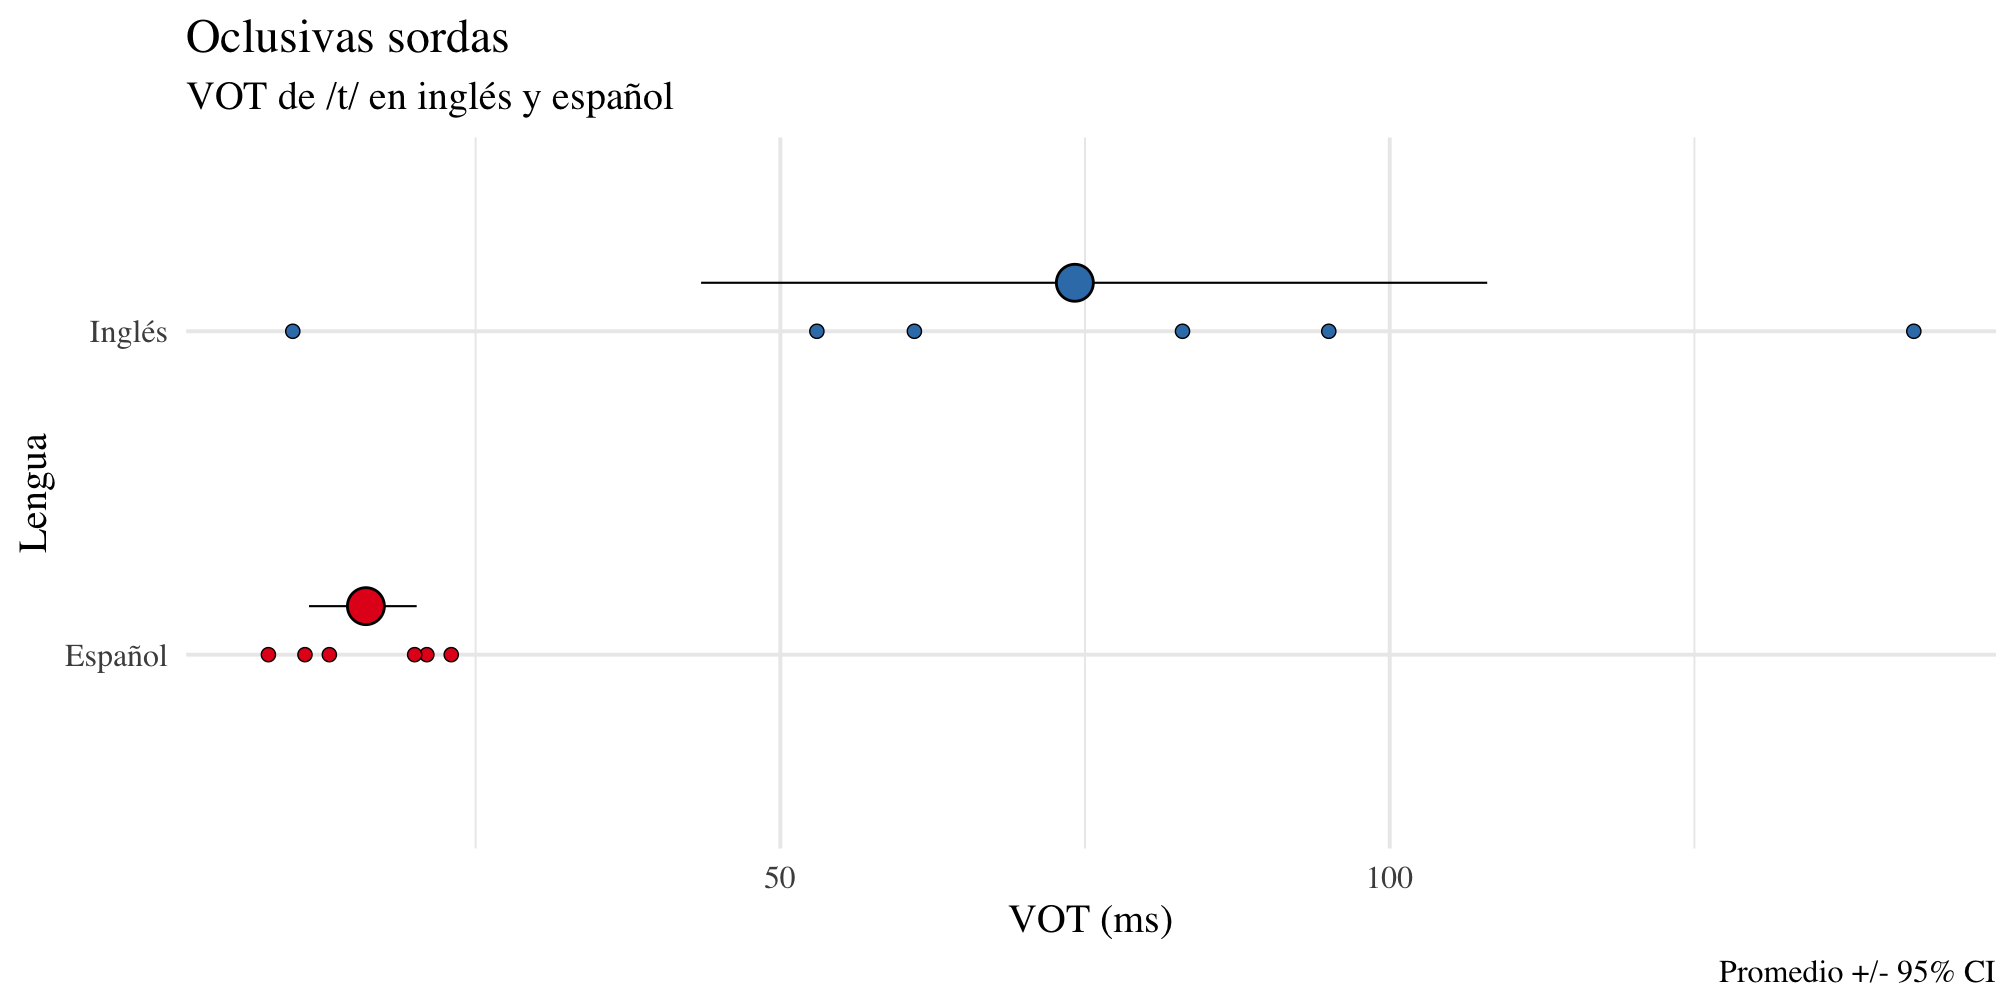 Oclusivas sordas
VOT de /t/ en inglés y español
Inglés
Lengua
Español
50
100
VOT (ms)
Promedio +/- 95% CI